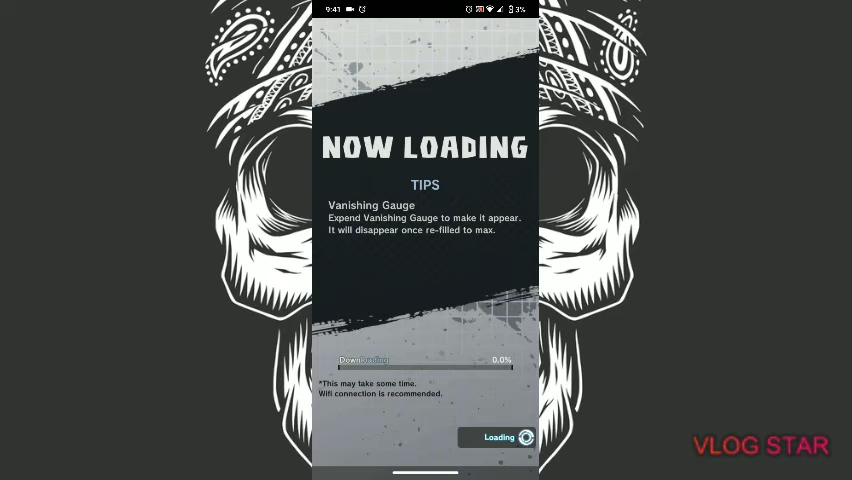 9:41
3%
NOW LOADING
TIPS
Vanishing Gauge
Expend Vanishing Gauge to make it appear.
It will disappear once re-filled to max.
Downloading 0.0%
*This may take some time.
Wifi connection is recommended.
Loading
VLOG STAR